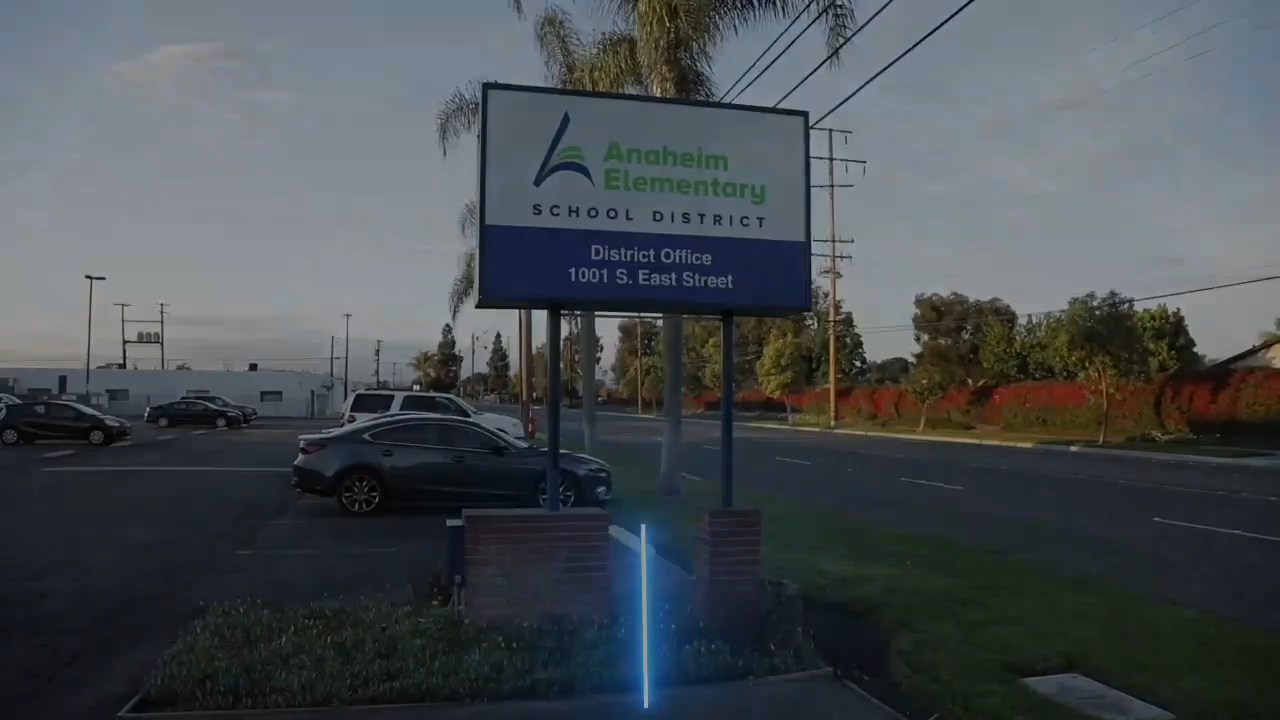 Anaheim
Elementary
SCHOOL DISTRICT
District Office
1001 S. East Street